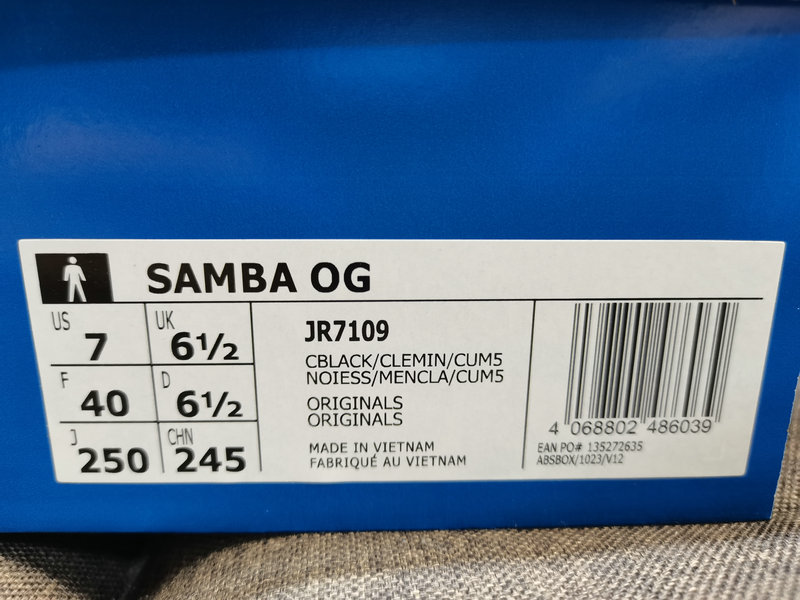 SAMBA OG
US 7
UK 6½
F 40
D 6½
J 250
CHN 245
JR7109
CBLACK/CLEMIN/CUM5
NOIESS/MENCLA/CUM5
ORIGINALS
ORIGINALS
MADE IN VIETNAM
FABRIQUÉ AU VIETNAM
4 068802 486039
EAN PO# 135272635
ABSBOX/1023/V12